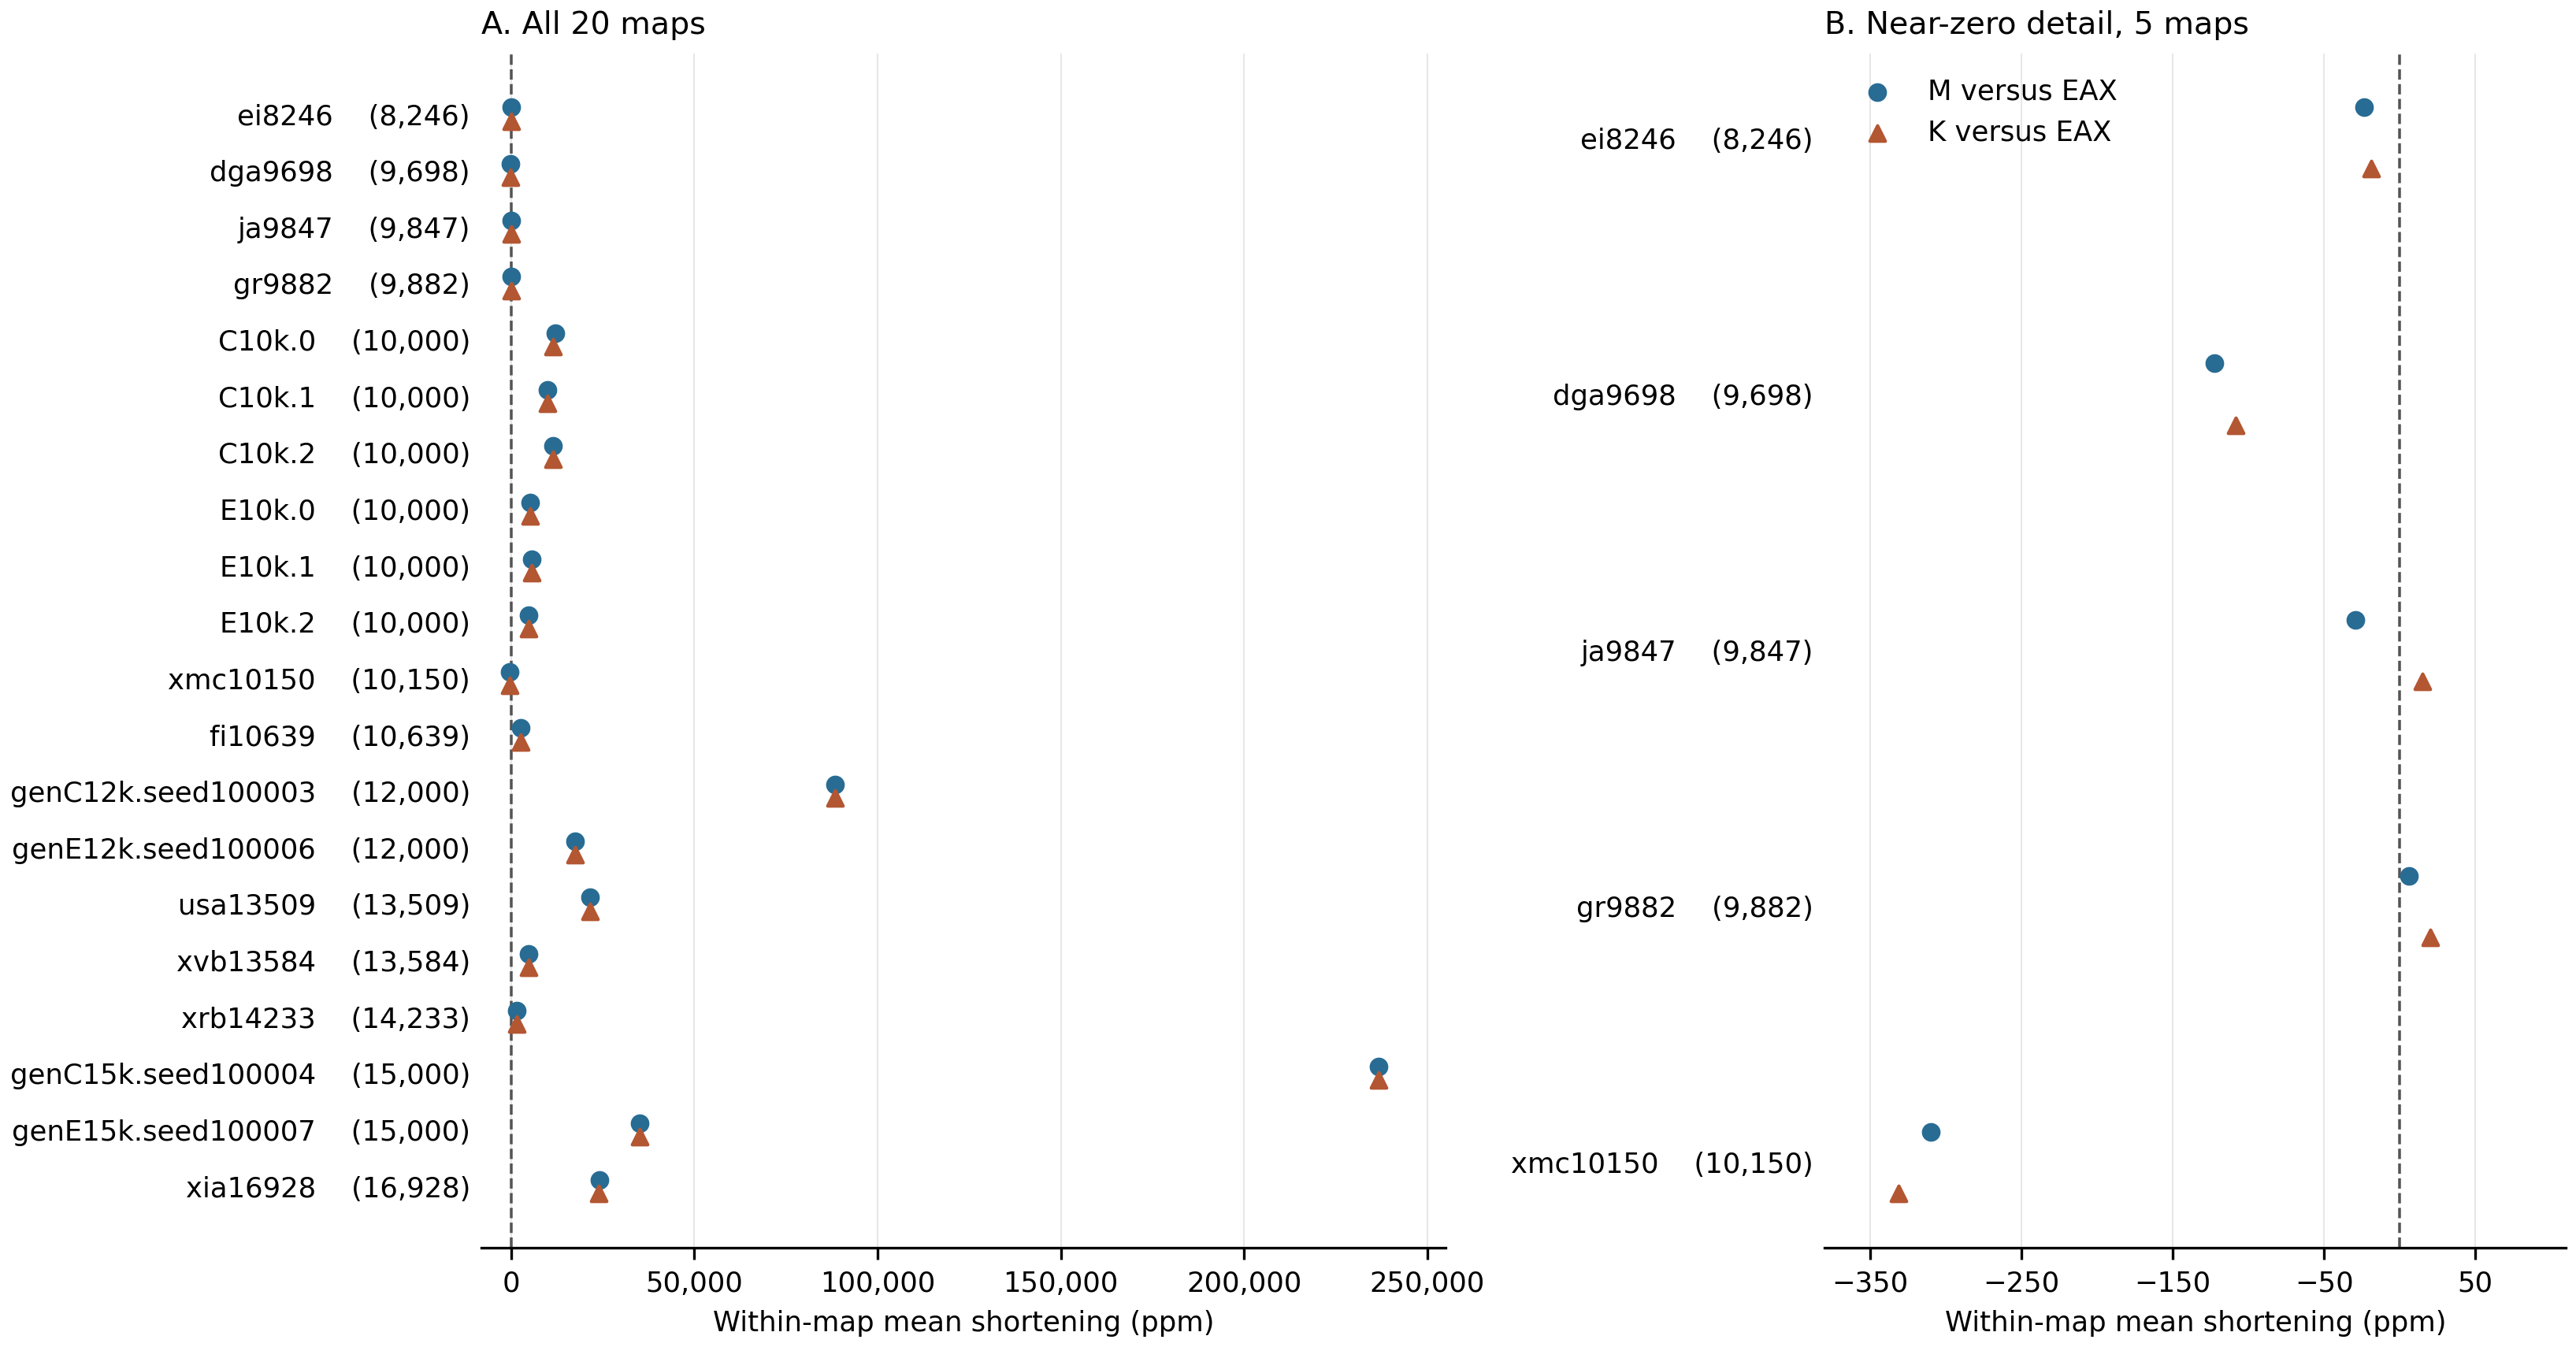 A. All 20 maps
ei8246 (8,246)
dga9698 (9,698)
ja9847 (9,847)
gr9882 (9,882)
C10k.0 (10,000)
C10k.1 (10,000)
C10k.2 (10,000)
E10k.0 (10,000)
E10k.1 (10,000)
E10k.2 (10,000)
xmc10150 (10,150)
fi10639 (10,639)
genC12k.seed100003 (12,000)
genE12k.seed100006 (12,000)
usa13509 (13,509)
xvb13584 (13,584)
xrb14233 (14,233)
genC15k.seed100004 (15,000)
genE15k.seed100007 (15,000)
xia16928 (16,928)
0 50,000 100,000 150,000 200,000 250,000
Within-map mean shortening (ppm)
B. Near-zero detail, 5 maps
M versus EAX
K versus EAX
ei8246 (8,246)
dga9698 (9,698)
ja9847 (9,847)
gr9882 (9,882)
xmc10150 (10,150)
−350 −250 −150 −50 50
Within-map mean shortening (ppm)